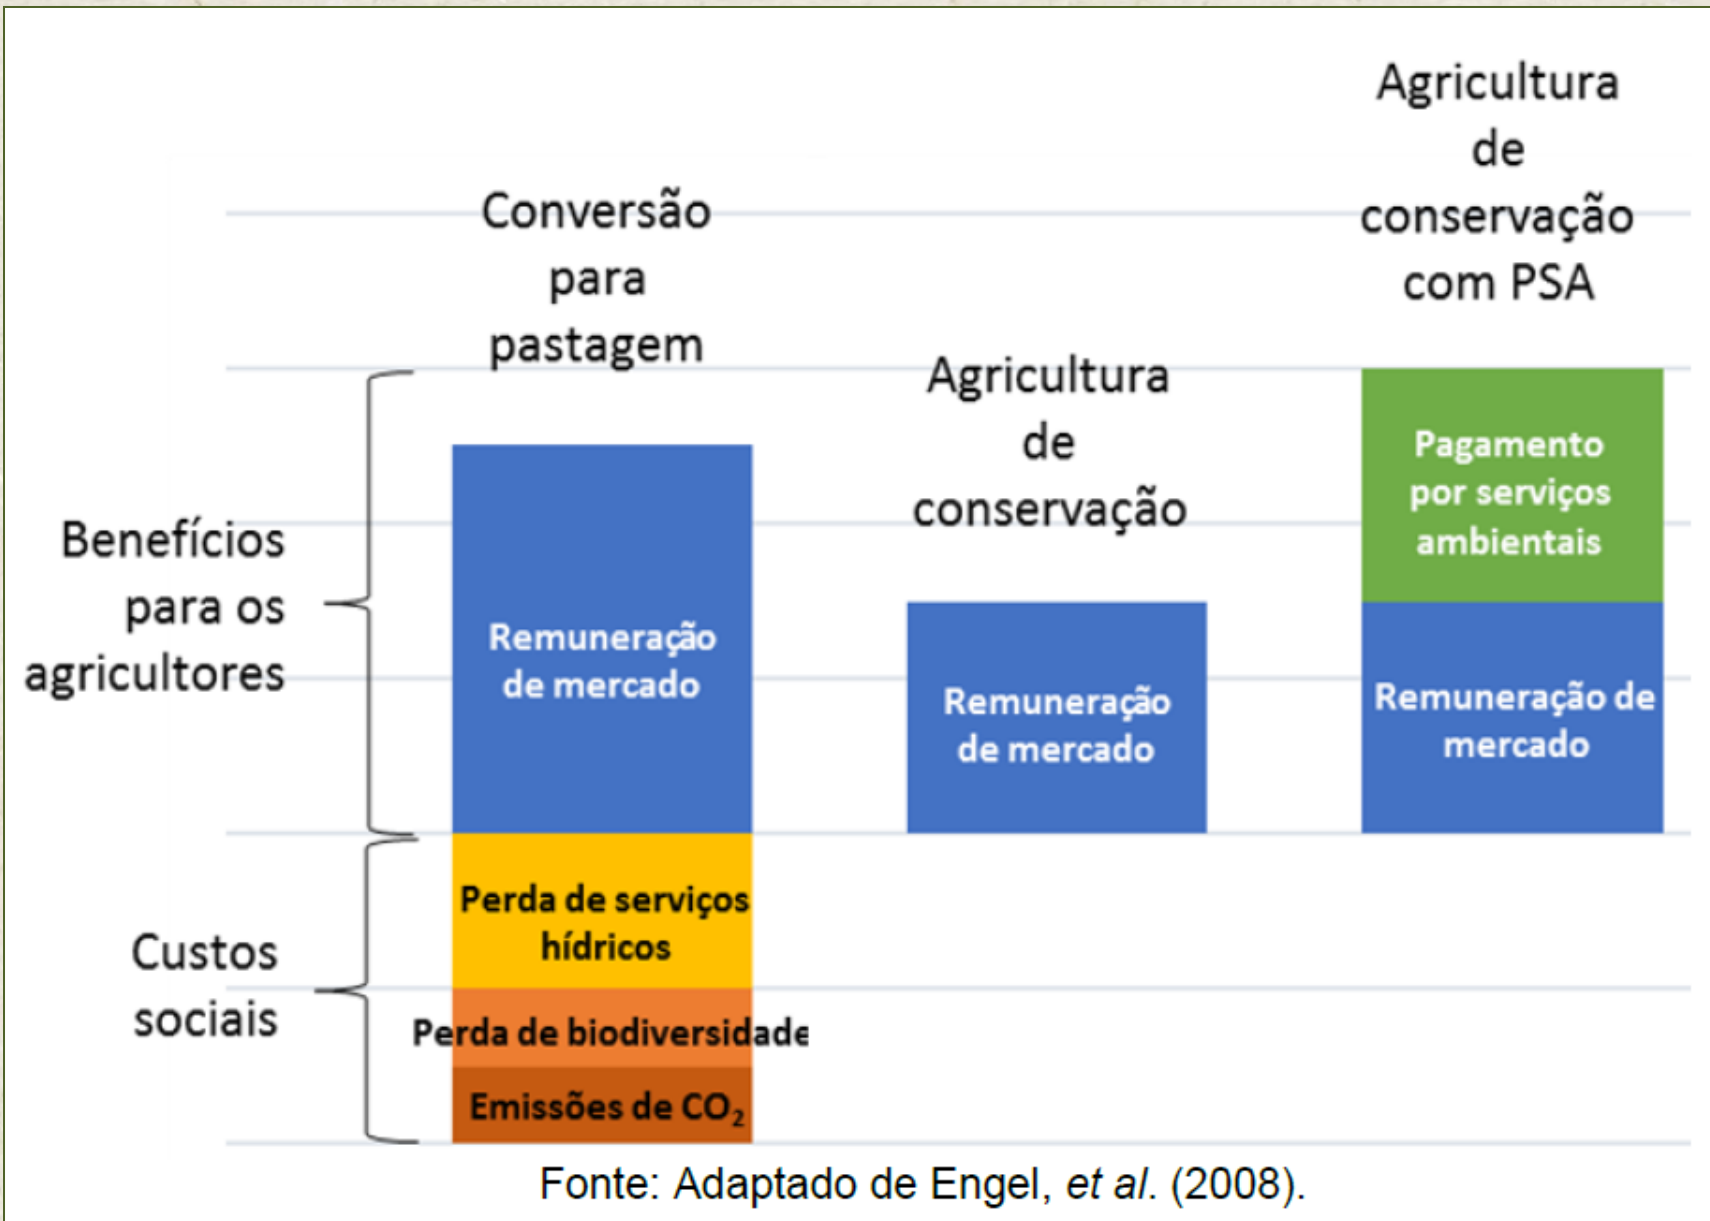 Conversão
para
pastagem
Agricultura
de
conservação
Agricultura
de
conservação
com PSA
Benefícios
para os
agricultores
Remuneração
de mercado
Remuneração
de mercado
Pagamento
por serviços
ambientais
Remuneração de
mercado
Custos
sociais
Perda de serviços
hídricos
Perda de biodiversidade
Emissões de CO₂
Fonte: Adaptado de Engel, et al. (2008).